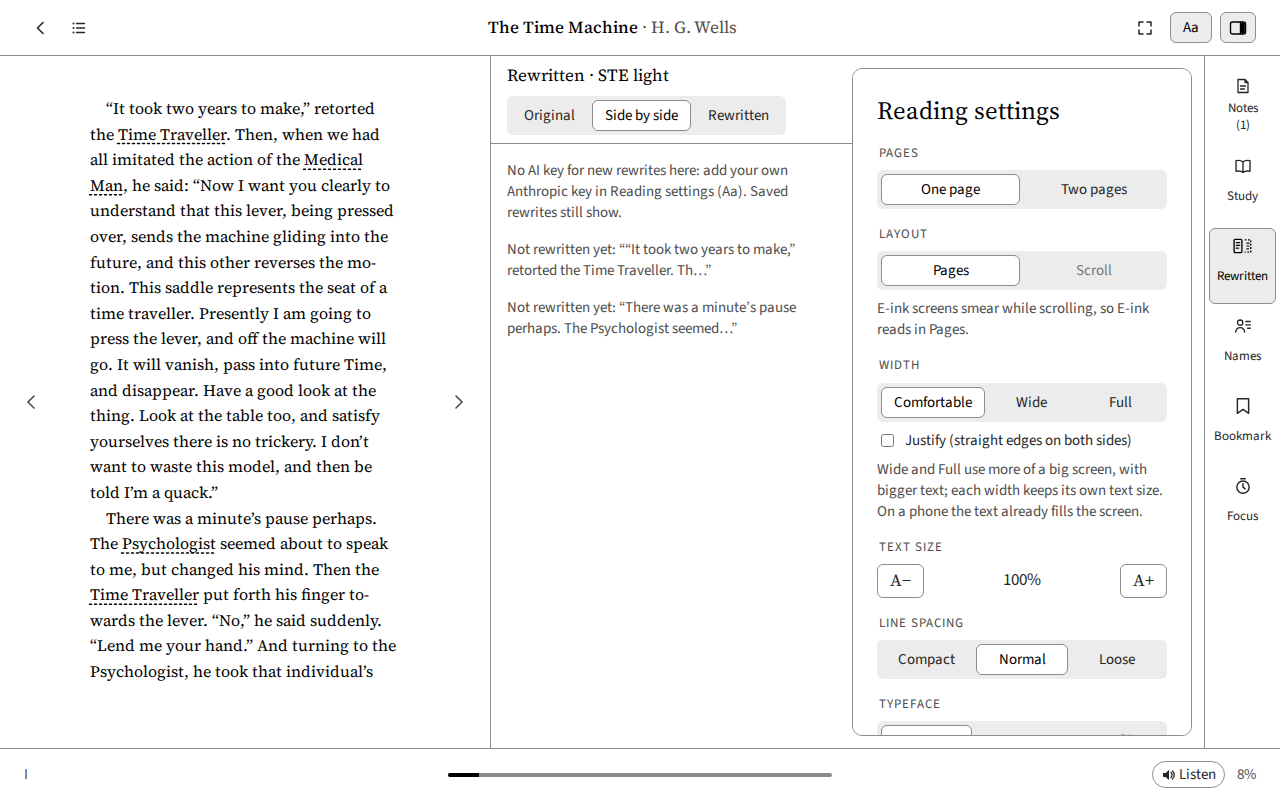 The Time Machine · H. G. Wells
Aa
“It took two years to make,” retorted
the Time Traveller. Then, when we had
all imitated the action of the Medical
Man, he said: “Now I want you clearly to
understand that this lever, being pressed
over, sends the machine gliding into the
future, and this other reverses the mo-
tion. This saddle represents the seat of a
time traveller. Presently I am going to
press the lever, and off the machine will
go. It will vanish, pass into future Time,
and disappear. Have a good look at the
thing. Look at the table too, and satisfy
yourselves there is no trickery. I don’t
want to waste this model, and then be
told I’m a quack.”
There was a minute’s pause perhaps.
The Psychologist seemed about to speak
to me, but changed his mind. Then the
Time Traveller put forth his finger to-
wards the lever. “No,” he said suddenly.
“Lend me your hand.” And turning to the
Psychologist, he took that individual’s
Rewritten · STE light
Original Side by side Rewritten
No AI key for new rewrites here: add your own
Anthropic key in Reading settings (Aa). Saved
rewrites still show.
Not rewritten yet: ““It took two years to make,”
retorted the Time Traveller. Th…”
Not rewritten yet: “There was a minute’s pause
perhaps. The Psychologist seemed…”
Reading settings
PAGES
One page Two pages
LAYOUT
Pages Scroll
E-ink screens smear while scrolling, so E-ink
reads in Pages.
WIDTH
Comfortable Wide Full
Justify (straight edges on both sides)
Wide and Full use more of a big screen, with
bigger text; each width keeps its own text size.
On a phone the text already fills the screen.
TEXT SIZE
A− 100% A+
LINE SPACING
Compact Normal Loose
TYPEFACE
Notes
(1)
Study
Rewritten
Names
Bookmark
Focus
I
Listen 8%